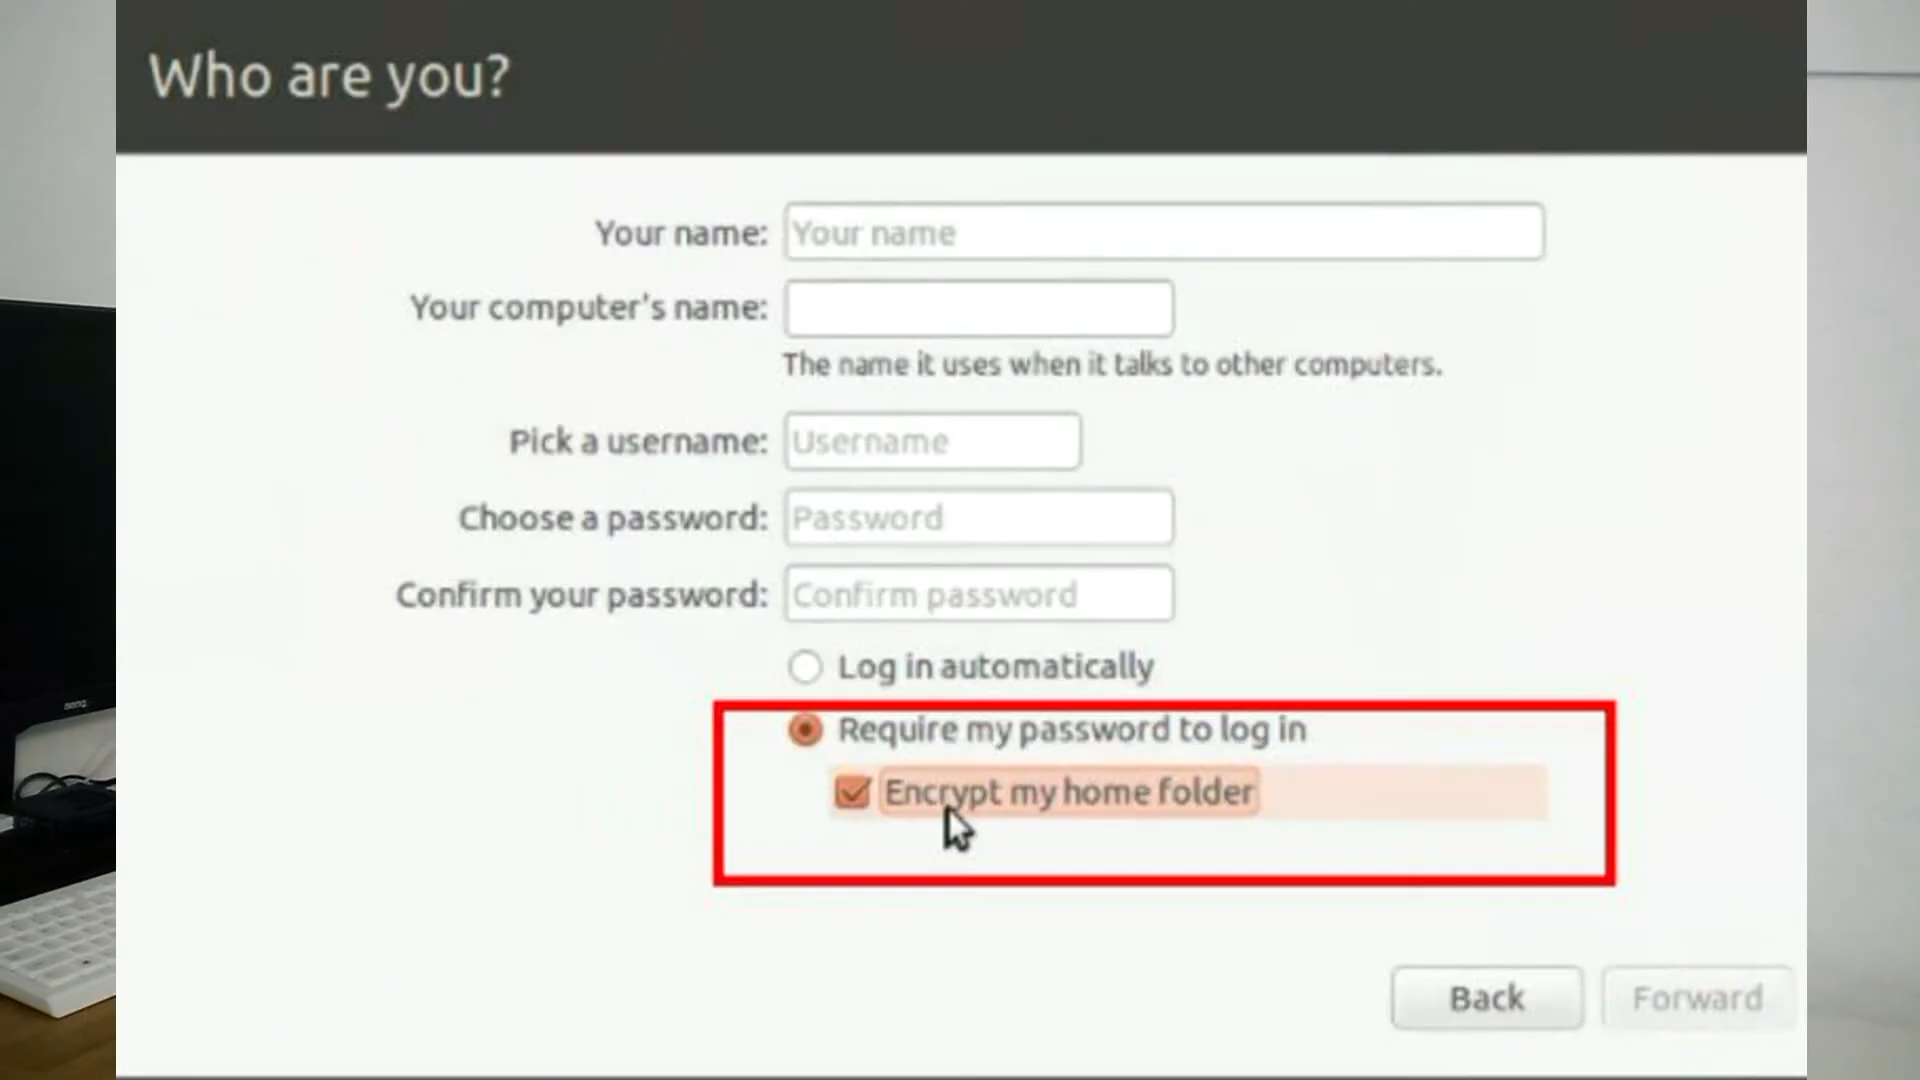 Who are you?
Your name: Your name
Your computer's name:
The name it uses when it talks to other computers.
Pick a username: Username
Choose a password: Password
Confirm your password: Confirm password
Log in automatically
Require my password to log in
Encrypt my home folder
Back Forward
BenQ